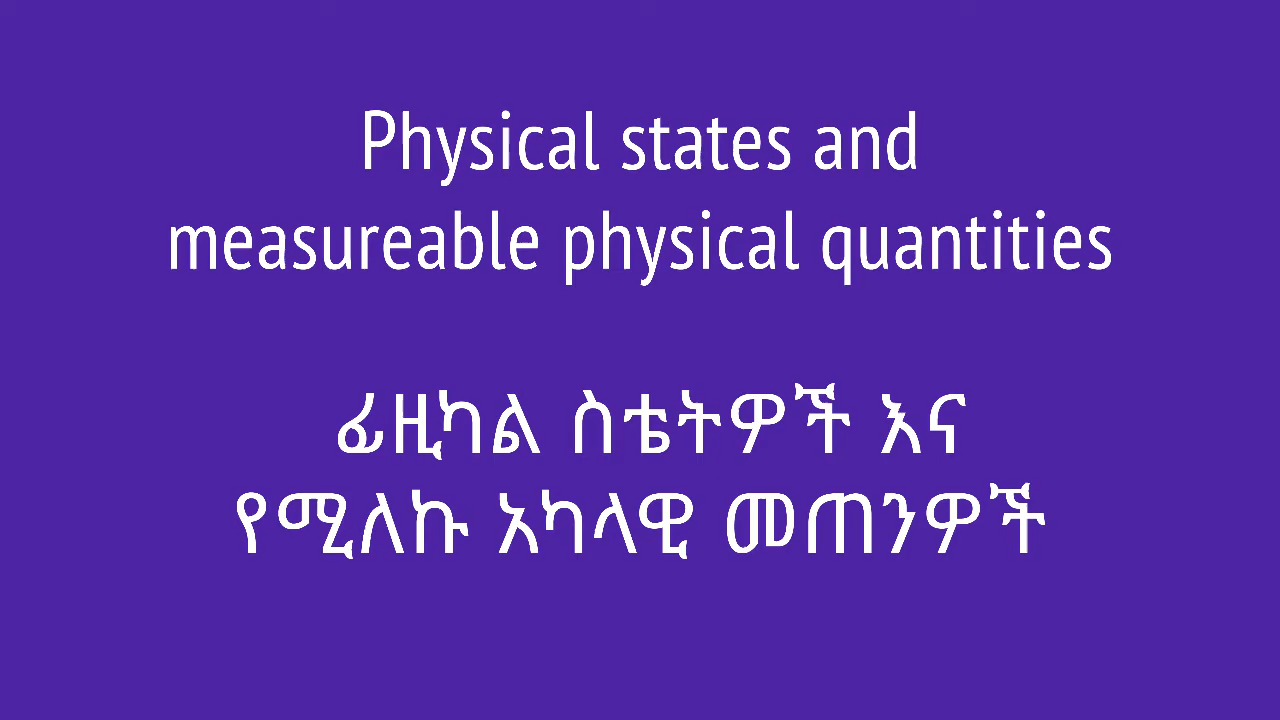 Physical states and
measureable physical quantities
ፊዚካል ስቴትዎች እና
የሚለኩ አካላዊ መጠንዎች